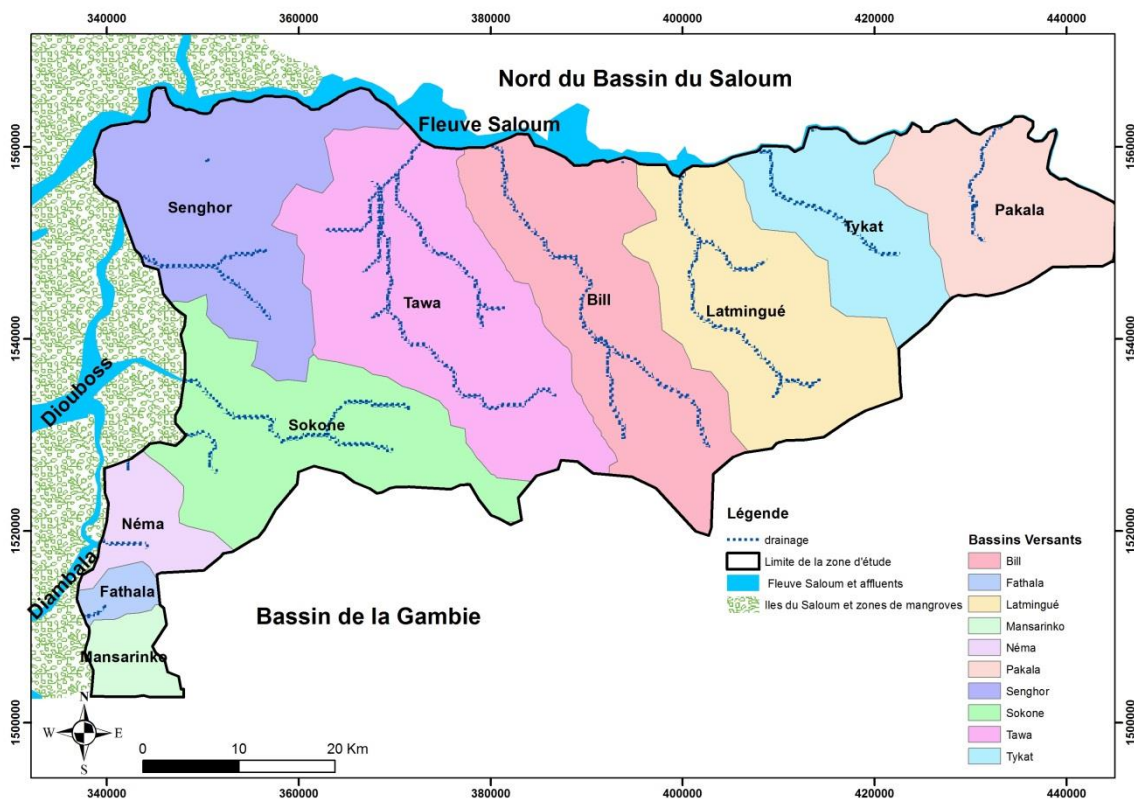 340000 360000 380000 400000 420000 440000
Nord du Bassin du Saloum
Fleuve Saloum
1560000
1560000
Senghor
Tykat
Pakala
Tawa
Bill
Latmingué
1540000
1540000
Diouboss
Sokone
Néma
1520000
1520000
Diambala
Fathala
Bassin de la Gambie
Mansarinko
Légende
drainage
Limite de la zone d'étude
Fleuve Saloum et affluents
Iles du Saloum et zones de mangroves
Bassins Versants
Bill
Fathala
Latmingué
Mansarinko
Néma
Pakala
Senghor
Sokone
Tawa
Tykat
1500000
1500000
N
W E
S
0 10 20 Km
340000 360000 380000 400000 420000 440000